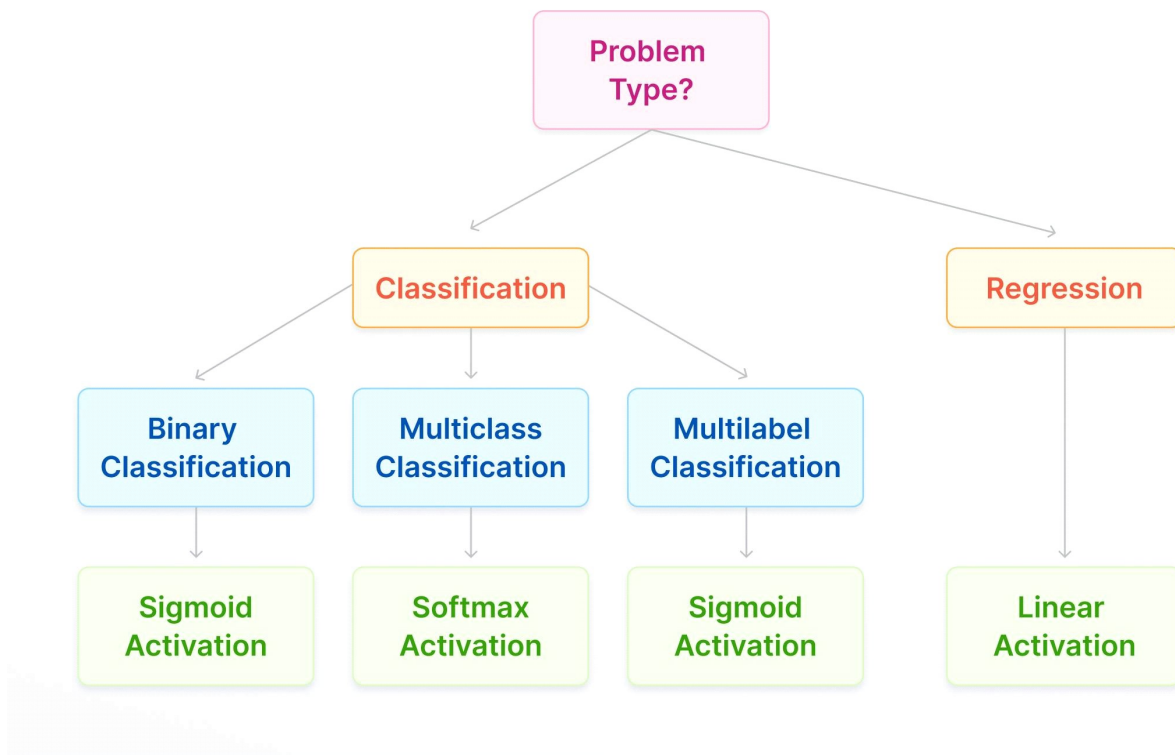 Problem
Type?
Classification
Regression
Binary
Classification
Multiclass
Classification
Multilabel
Classification
Sigmoid
Activation
Softmax
Activation
Sigmoid
Activation
Linear
Activation